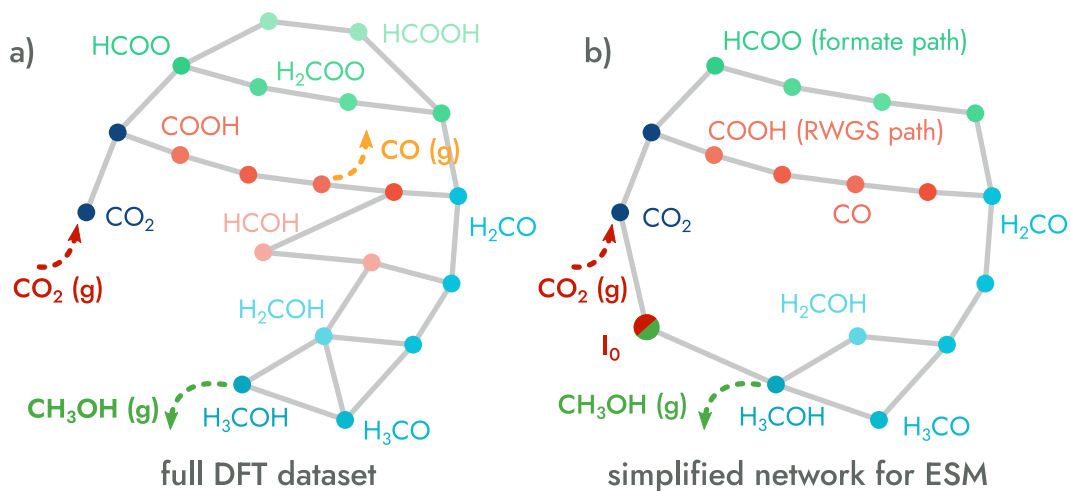 a)
HCOO
HCOOH
H₂COO
COOH
CO (g)
CO₂
HCOH
H₂CO
CO₂ (g)
H₂COH
CH₃OH (g)
H₃COH
H₃CO
full DFT dataset
b)
HCOO (formate path)
COOH (RWGS path)
CO₂
CO
H₂CO
CO₂ (g)
H₂COH
I₀
CH₃OH (g)
H₃COH
H₃CO
simplified network for ESM